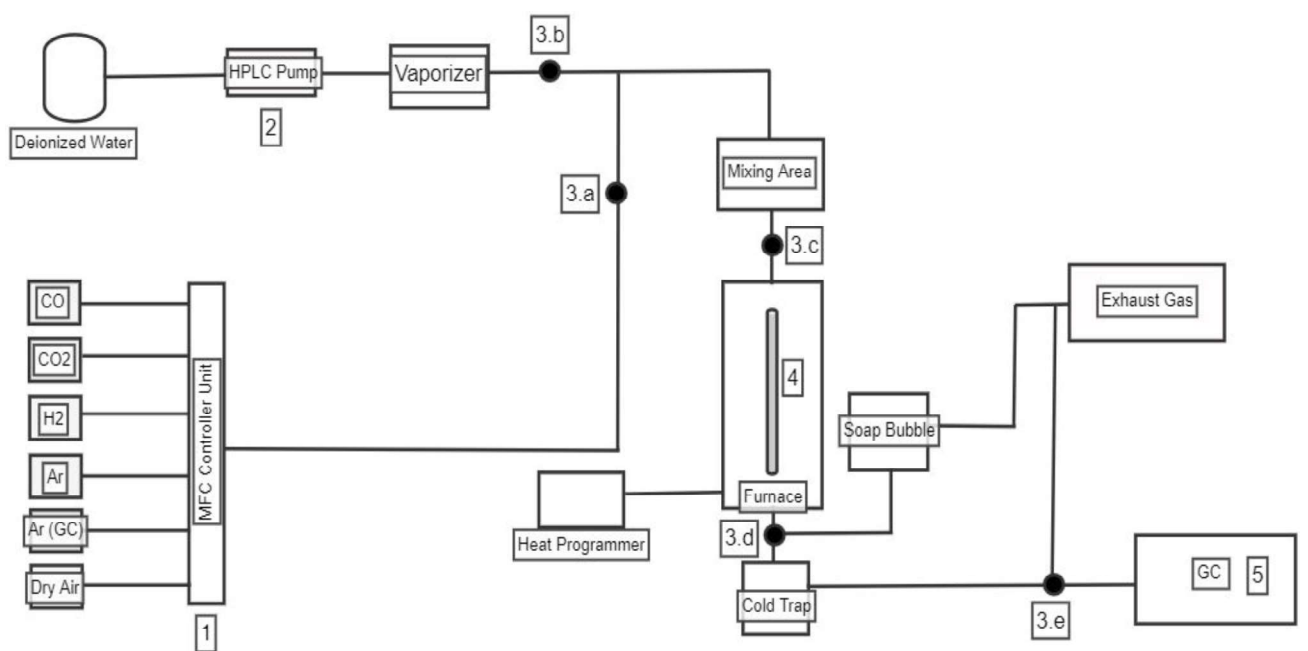 3.b
HPLC Pump
Vaporizer
2
Deionized Water
Mixing Area
3.a
3.c
CO
CO2
H2
Ar
Ar (GC)
Dry Air
MFC Controller Unit
1
4
Exhaust Gas
Soap Bubble
Furnace
Heat Programmer
3.d
Cold Trap
GC
5
3.e